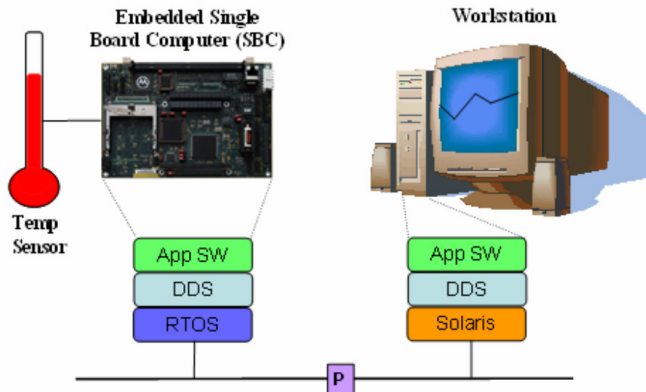 Embedded Single
Board Computer (SBC)
Workstation
Temp
Sensor
App SW
DDS
RTOS
App SW
DDS
Solaris
P